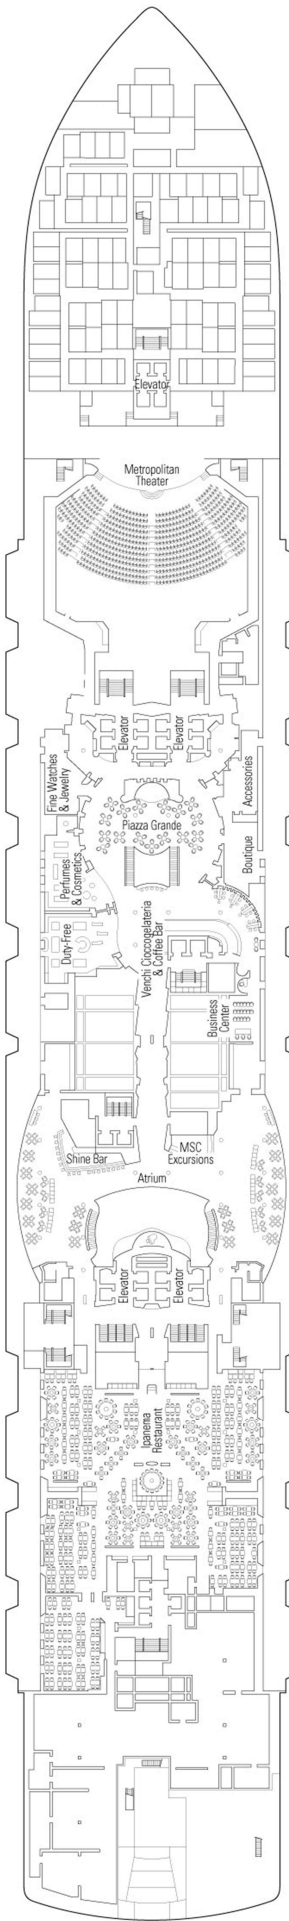 Elevator
Metropolitan
Theater
Elevator
Elevator
Fine Watches
& Jewelry
Accessories
Piazza Grande
Perfumes
& Cosmetics
Boutique
Duty-Free
Venchi Cioccogelateria
& Coffee Bar
Business
Center
Shine Bar
MSC
Excursions
Atrium
Elevator
Elevator
Ipanema
Restaurant